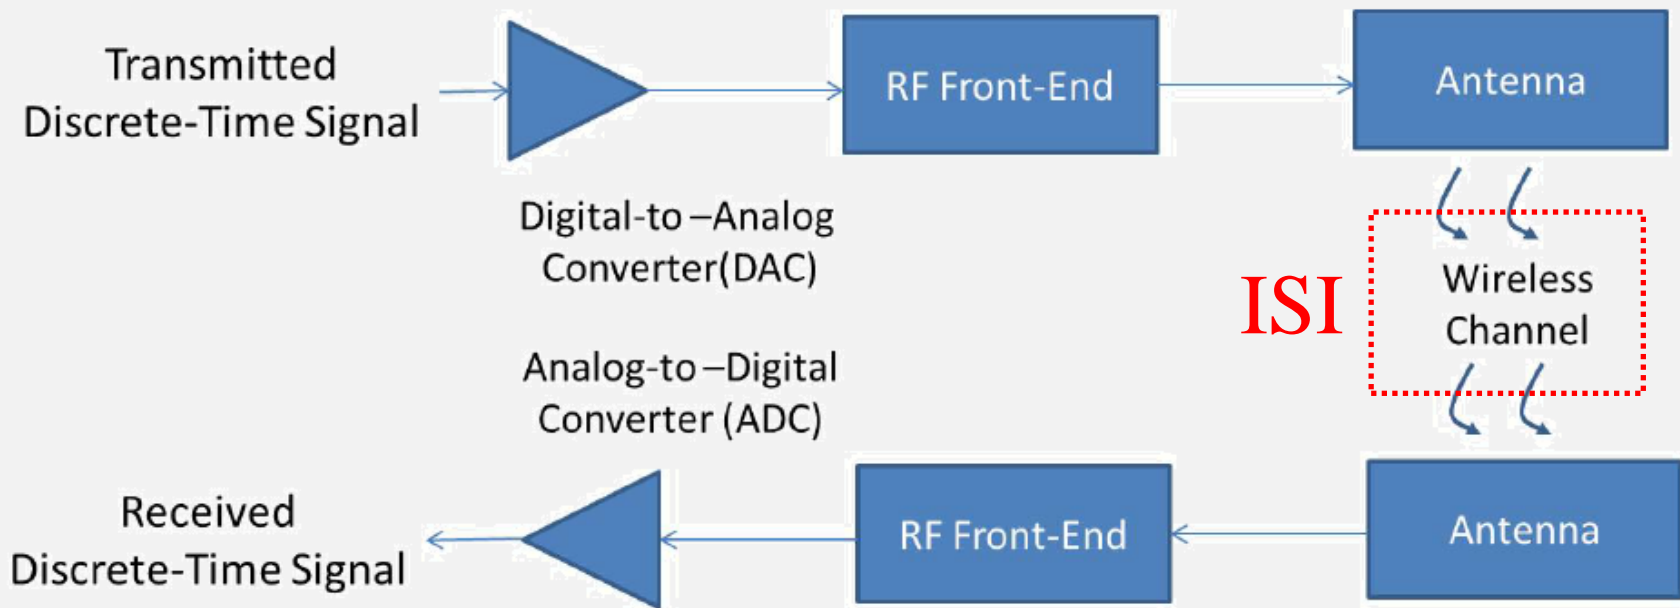 Transmitted
Discrete-Time Signal
RF Front-End
Antenna
Digital-to –Analog
Converter(DAC)
ISI
Wireless
Channel
Analog-to –Digital
Converter (ADC)
Received
Discrete-Time Signal
RF Front-End
Antenna